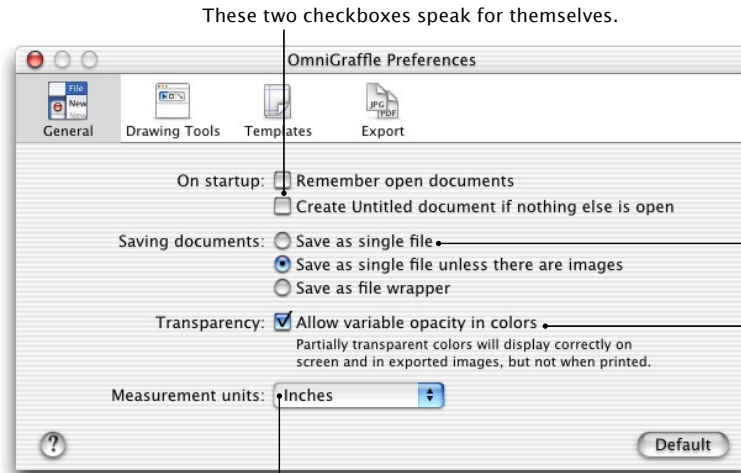 These two checkboxes speak for themselves.
OmniGraffle Preferences
File
New
New
JPG
PDF
General Drawing Tools Templates Export
On startup: Remember open documents
Create Untitled document if nothing else is open
Saving documents: Save as single file
Save as single file unless there are images
Save as file wrapper
Transparency: Allow variable opacity in colors
Partially transparent colors will display correctly on
screen and in exported images, but not when printed.
Measurement units: Inches
? Default